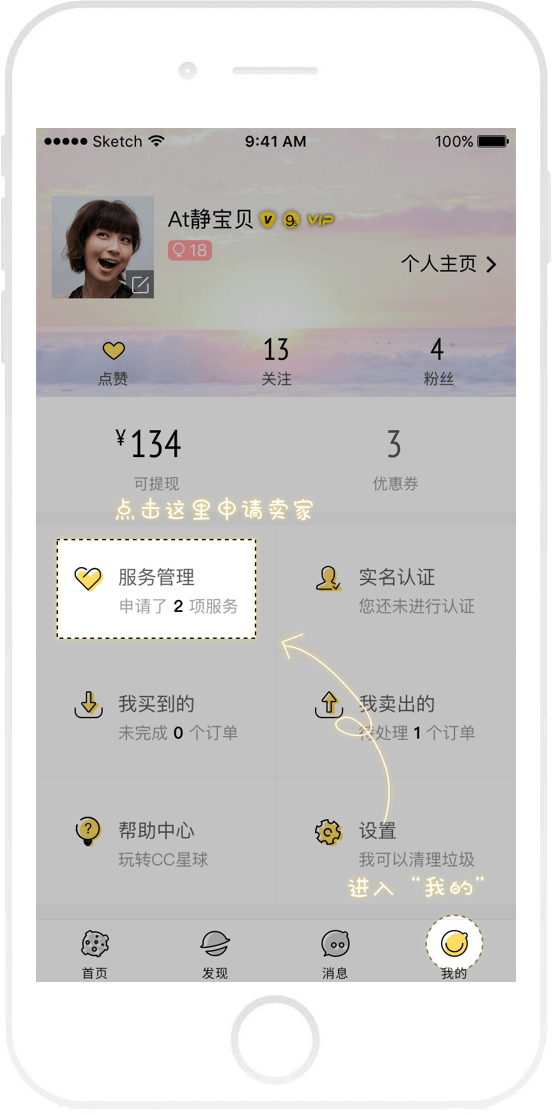 Sketch 9:41 AM 100%
At静宝贝 V 9 VIP
♀ 18
个人主页
13 4
点赞 关注 粉丝
¥134 3
可提现 优惠券
点击这里申请卖家
服务管理 实名认证
申请了 2 项服务 您还未进行认证
我买到的 我卖出的
未完成 0 个订单 待处理 1 个订单
帮助中心 设置
玩转CC星球 我可以清理垃圾
进入“我的”
首页 发现 消息 我的